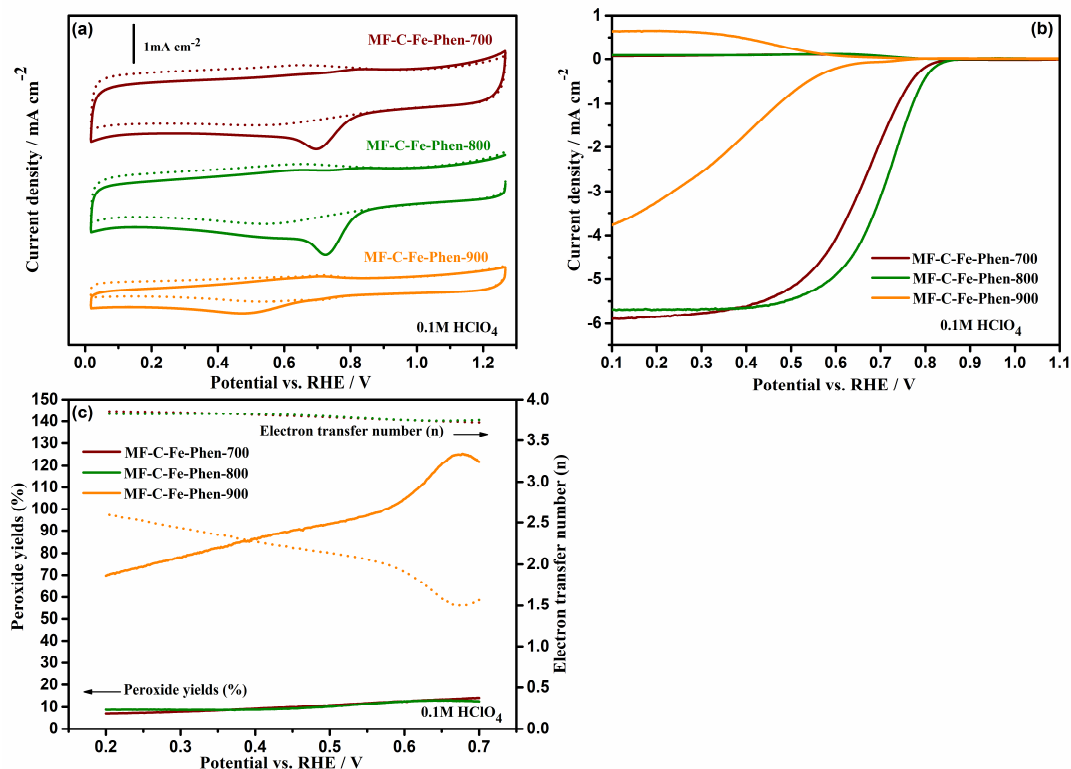 (a)
1mA cm-2
MF-C-Fe-Phen-700
MF-C-Fe-Phen-800
MF-C-Fe-Phen-900
0.1M HClO4
Current density / mA cm-2
0.0 0.2 0.4 0.6 0.8 1.0 1.2
Potential vs. RHE / V
(b)
1
0
-1
-2
-3
-4
-5
-6
Current density / mA cm-2
MF-C-Fe-Phen-700
MF-C-Fe-Phen-800
MF-C-Fe-Phen-900
0.1M HClO4
0.1 0.2 0.3 0.4 0.5 0.6 0.7 0.8 0.9 1.0 1.1
Potential vs. RHE / V
(c)
150
140
130
120
110
100
90
80
70
60
50
40
30
20
10
0
Peroxide yields (%)
Electron transfer number (n)
MF-C-Fe-Phen-700
MF-C-Fe-Phen-800
MF-C-Fe-Phen-900
Peroxide yields (%)
0.1M HClO4
4.0
3.5
3.0
2.5
2.0
1.5
1.0
0.5
0.0
Electron transfer number (n)
0.2 0.3 0.4 0.5 0.6 0.7
Potential vs. RHE / V